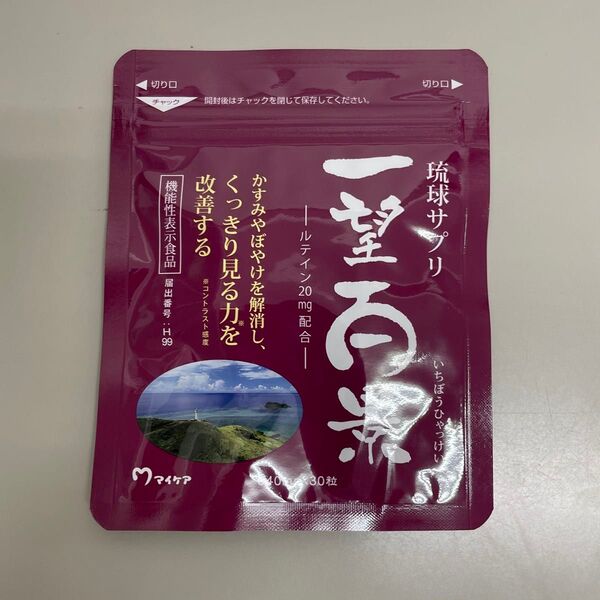 切り口
切り口
チャック
開封後はチャックを閉じて保存してください。
琉球サプリ
一望百景
いちぼうひゃっけい
ルテイン20mg配合
かすみやぼやけを解消し、
くっきり見る力※を
改善する
※コントラスト感度
機能性表示食品
届出番号:H99
マイケア
30粒